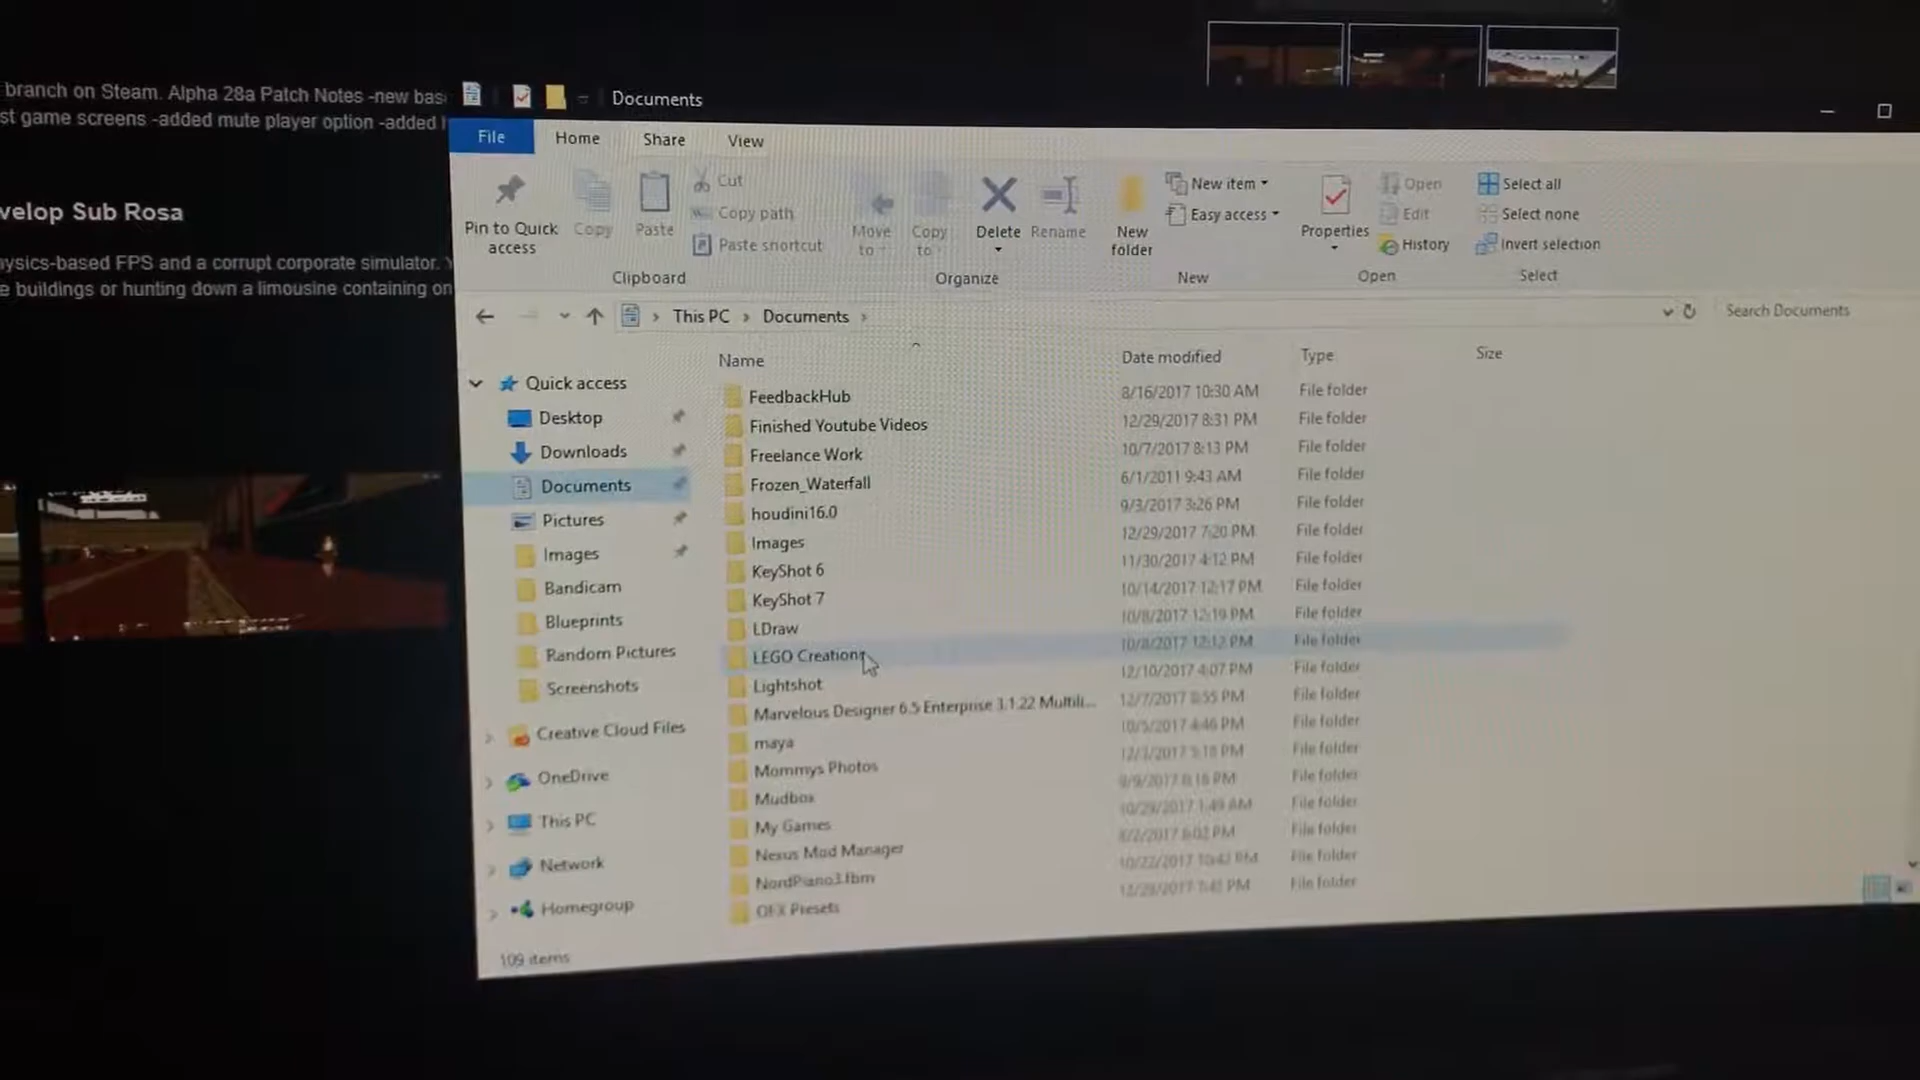 branch on Steam. Alpha 28a Patch Notes -new bas
st game screens -added mute player option -added
velop Sub Rosa
ysics-based FPS and a corrupt corporate simulator.
e buildings or hunting down a limousine containing on
Documents
File Home Share View
Pin to Quick access
Copy
Paste
Cut
Copy path
Paste shortcut
Clipboard
Move to
Copy to
Delete
Rename
Organize
New folder
New item
Easy access
New
Properties
Open
Edit
History
Open
Select all
Select none
Invert selection
Select
This PC > Documents >
Search Documents
Quick access
Desktop
Downloads
Documents
Pictures
Images
Bandicam
Blueprints
Random Pictures
Screenshots
Creative Cloud Files
OneDrive
This PC
Network
Homegroup
Name Date modified Type Size
FeedbackHub 8/16/2017 10:30 AM File folder
Finished Youtube Videos 12/29/2017 8:31 PM File folder
Freelance Work 10/7/2017 8:13 PM File folder
Frozen_Waterfall 6/1/2011 9:43 AM File folder
houdini16.0 9/3/2017 3:26 PM File folder
Images 12/29/2017 7:20 PM File folder
KeyShot 6 11/30/2017 4:12 PM File folder
KeyShot 7 10/14/2017 12:17 PM File folder
LDraw 10/8/2017 12:19 PM File folder
LEGO Creations 10/8/2017 12:12 PM File folder
Lightshot 12/10/2017 4:07 PM File folder
Marvelous Designer 6.5 Enterprise 3.1.22 Multili... 12/7/2017 8:55 PM File folder
maya 10/5/2017 4:46 PM File folder
Mommys Photos 12/3/2017 5:18 PM File folder
Mudbox 9/9/2017 8:16 PM File folder
My Games 10/29/2017 1:49 AM File folder
Nexus Mod Manager 8/2/2017 6:02 PM File folder
NordPiano3.fbm 10/22/2017 10:42 PM File folder
OFX Presets
109 items